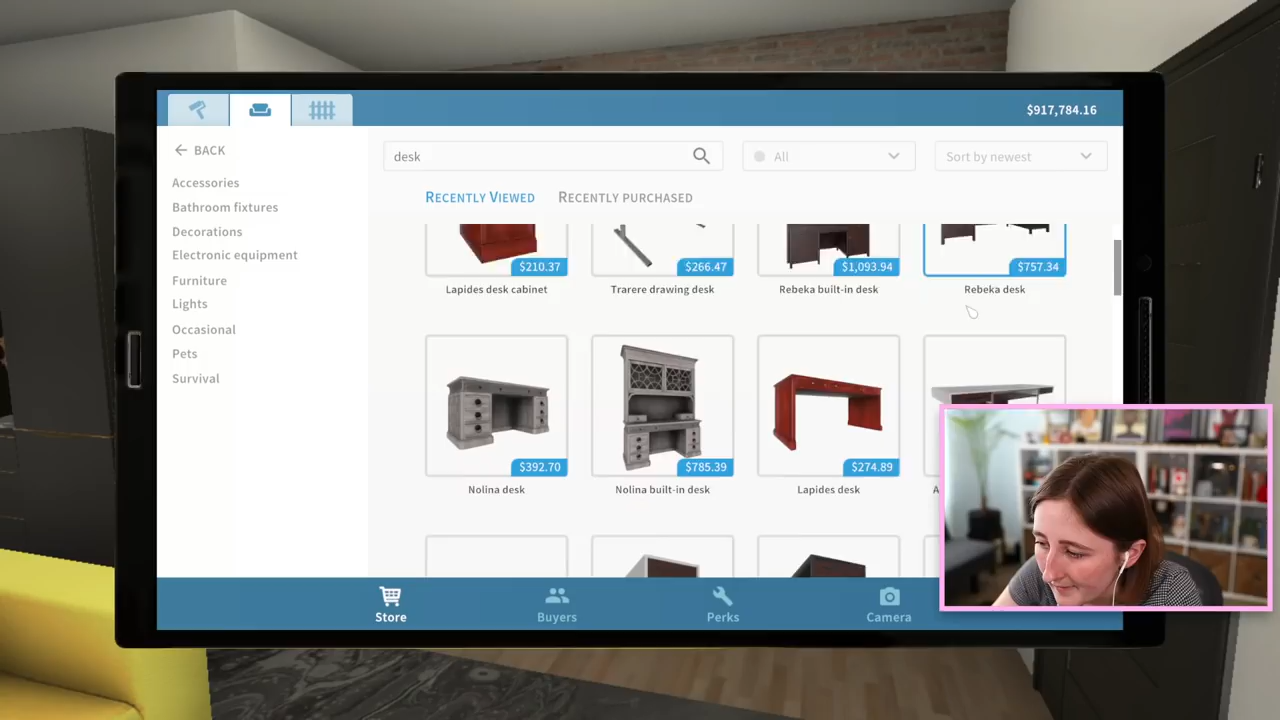 $917,784.16
BACK
Accessories
Bathroom fixtures
Decorations
Electronic equipment
Furniture
Lights
Occasional
Pets
Survival
desk
All
Sort by newest
RECENTLY VIEWED RECENTLY PURCHASED
$210.37 $266.47 $1,093.94 $757.34
Lapides desk cabinet Trarere drawing desk Rebeka built-in desk Rebeka desk
$392.70 $785.39 $274.89
Nolina desk Nolina built-in desk Lapides desk
Store Buyers Perks Camera